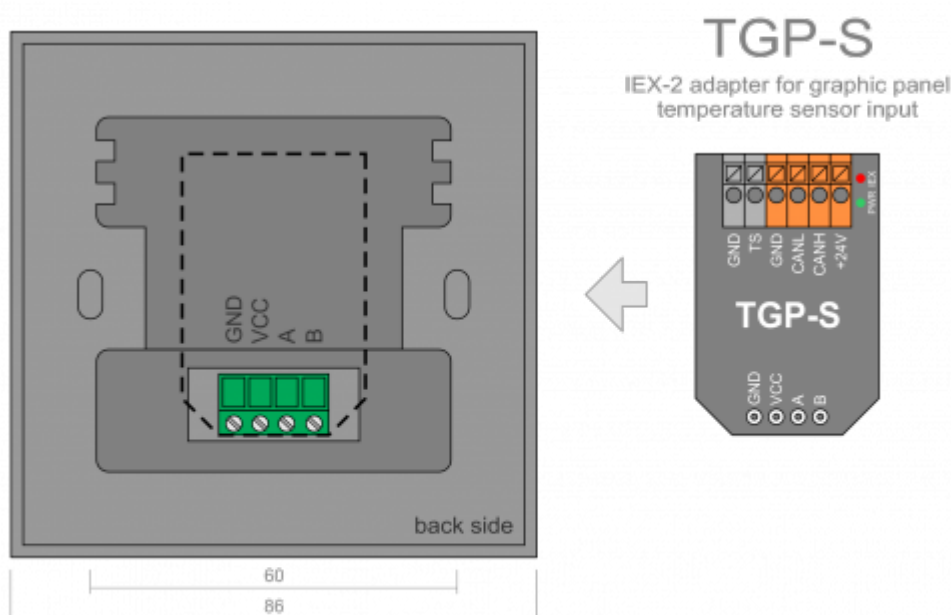 TGP-S
IEX-2 adapter for graphic panel
temperature sensor input
GND
VCC
A
B
back side
60
86
GND
TS
GND
CANL
CANH
+24V
PWR IEX
TGP-S
GND
VCC
A
B